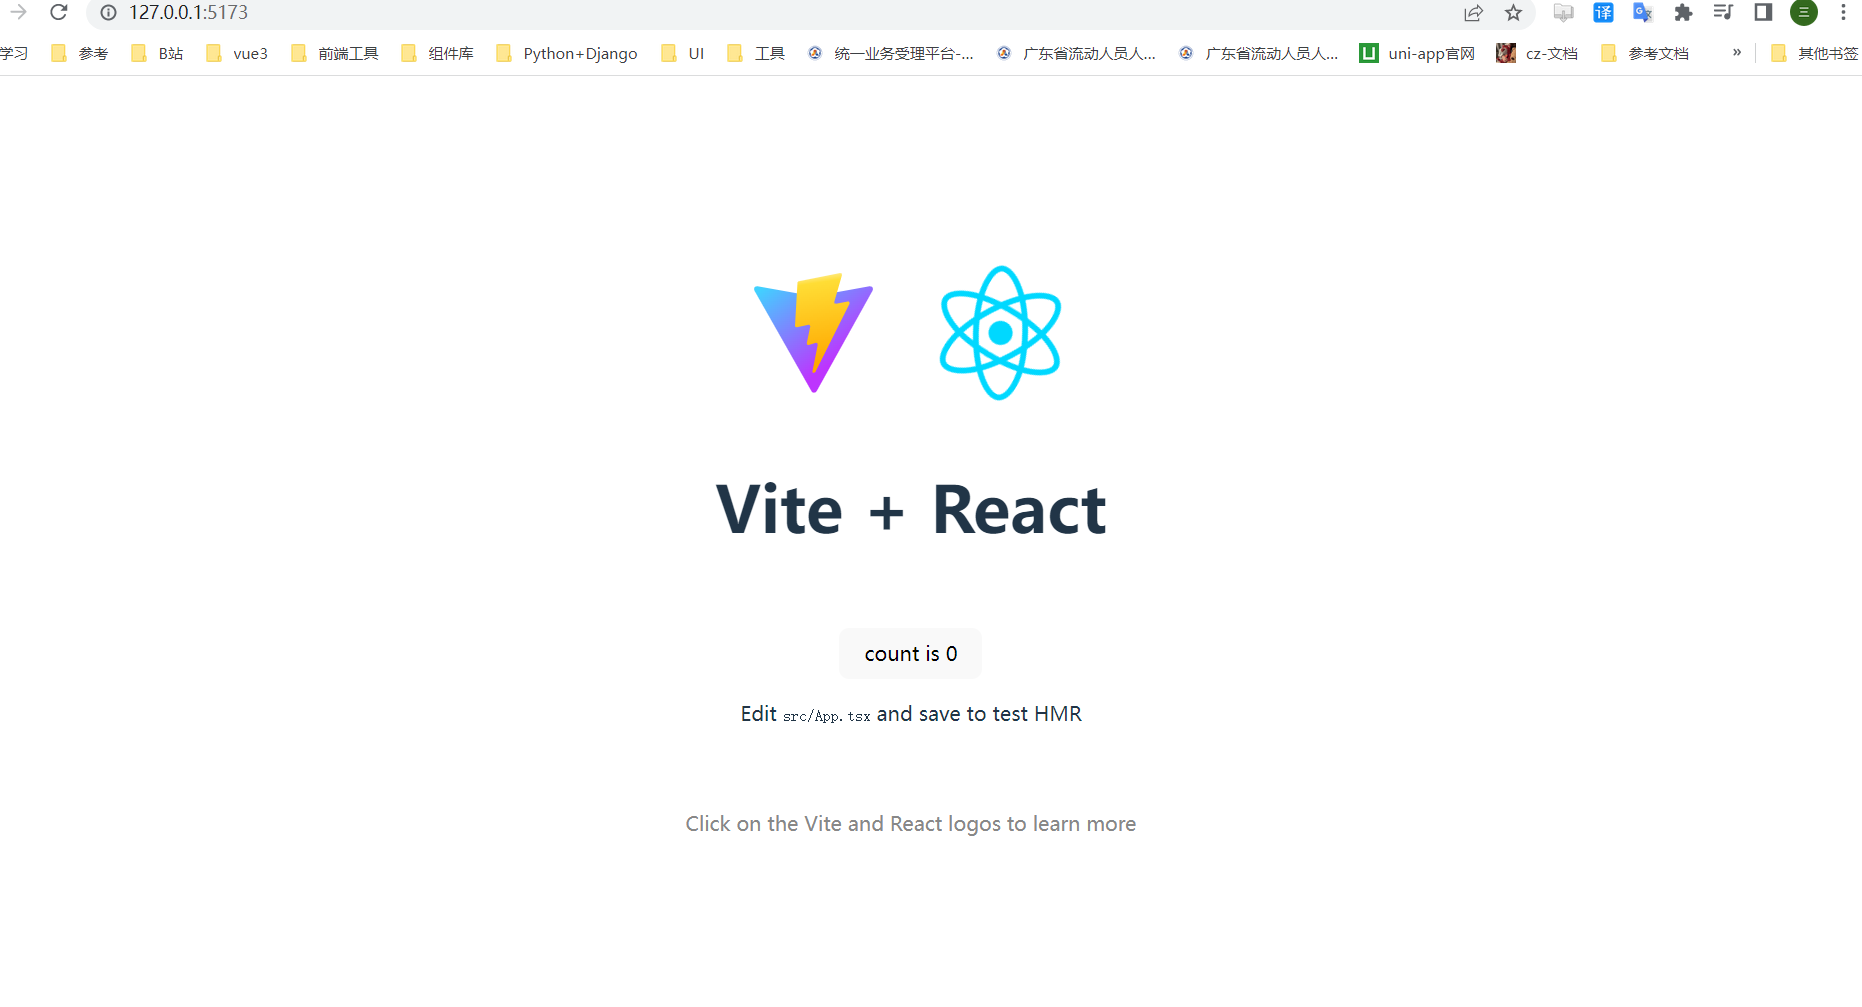 127.0.0.1:5173
译
三
学习 参考 B站 vue3 前端工具 组件库 Python+Django UI 工具 统一业务受理平台-... 广东省流动人员人... 广东省流动人员人... uni-app官网 cz-文档 参考文档 » 其他书签
Vite + React
count is 0
Edit src/App.tsx and save to test HMR
Click on the Vite and React logos to learn more